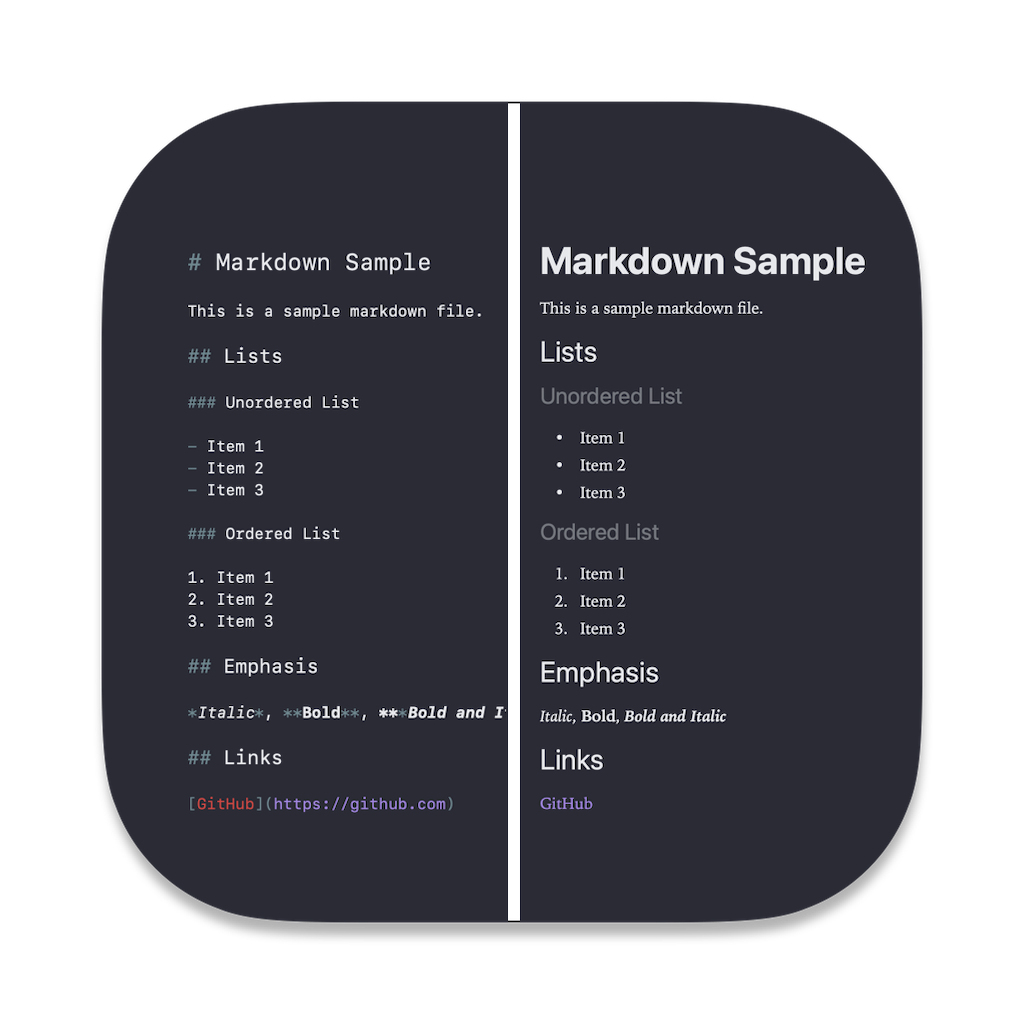 # Markdown Sample
This is a sample markdown file.
## Lists
### Unordered List
- Item 1
- Item 2
- Item 3
### Ordered List
1. Item 1
2. Item 2
3. Item 3
## Emphasis
*Italic*, **Bold**, ***Bold and
## Links
[GitHub](https://github.com)
Markdown Sample
This is a sample markdown file.
Lists
Unordered List
• Item 1
• Item 2
• Item 3
Ordered List
1. Item 1
2. Item 2
3. Item 3
Emphasis
Italic, Bold, Bold and Italic
Links
GitHub